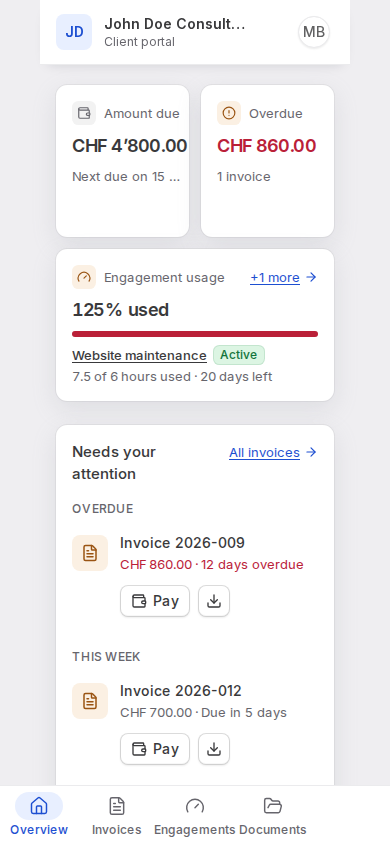 JD
John Doe Consult…
Client portal
MB
Amount due
CHF 4’800.00
Next due on 15 …
Overdue
CHF 860.00
1 invoice
Engagement usage
+1 more
125% used
Website maintenance
Active
7.5 of 6 hours used · 20 days left
Needs your
attention
All invoices
OVERDUE
Invoice 2026-009
CHF 860.00 · 12 days overdue
Pay
THIS WEEK
Invoice 2026-012
CHF 700.00 · Due in 5 days
Pay
Overview
Invoices
Engagements
Documents